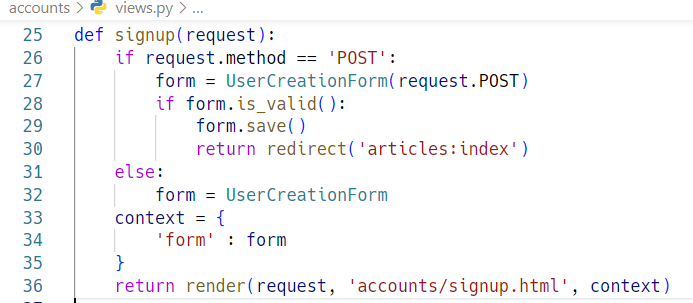 accounts > views.py > ...
25 def signup(request):
26     if request.method == 'POST':
27         form = UserCreationForm(request.POST)
28         if form.is_valid():
29             form.save()
30             return redirect('articles:index')
31     else:
32         form = UserCreationForm
33     context = {
34         'form' : form
35     }
36     return render(request, 'accounts/signup.html', context)